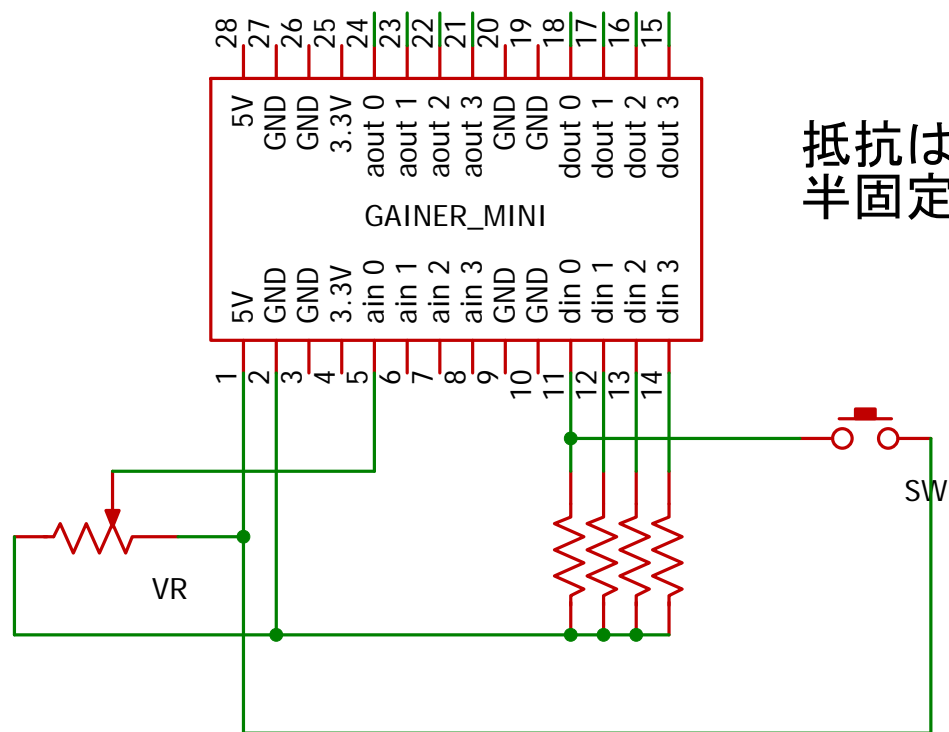 28 27 26 25 24 23 22 21 20 19 18 17 16 15
5V GND GND 3.3V aout 0 aout 1 aout 2 aout 3 GND GND dout 0 dout 1 dout 2 dout 3
抵抗は
半固定
GAINER_MINI
5V GND GND 3.3V ain 0 ain 1 ain 2 ain 3 GND GND din 0 din 1 din 2 din 3
1 2 3 4 5 6 7 8 9 10 11 12 13 14
SW
VR